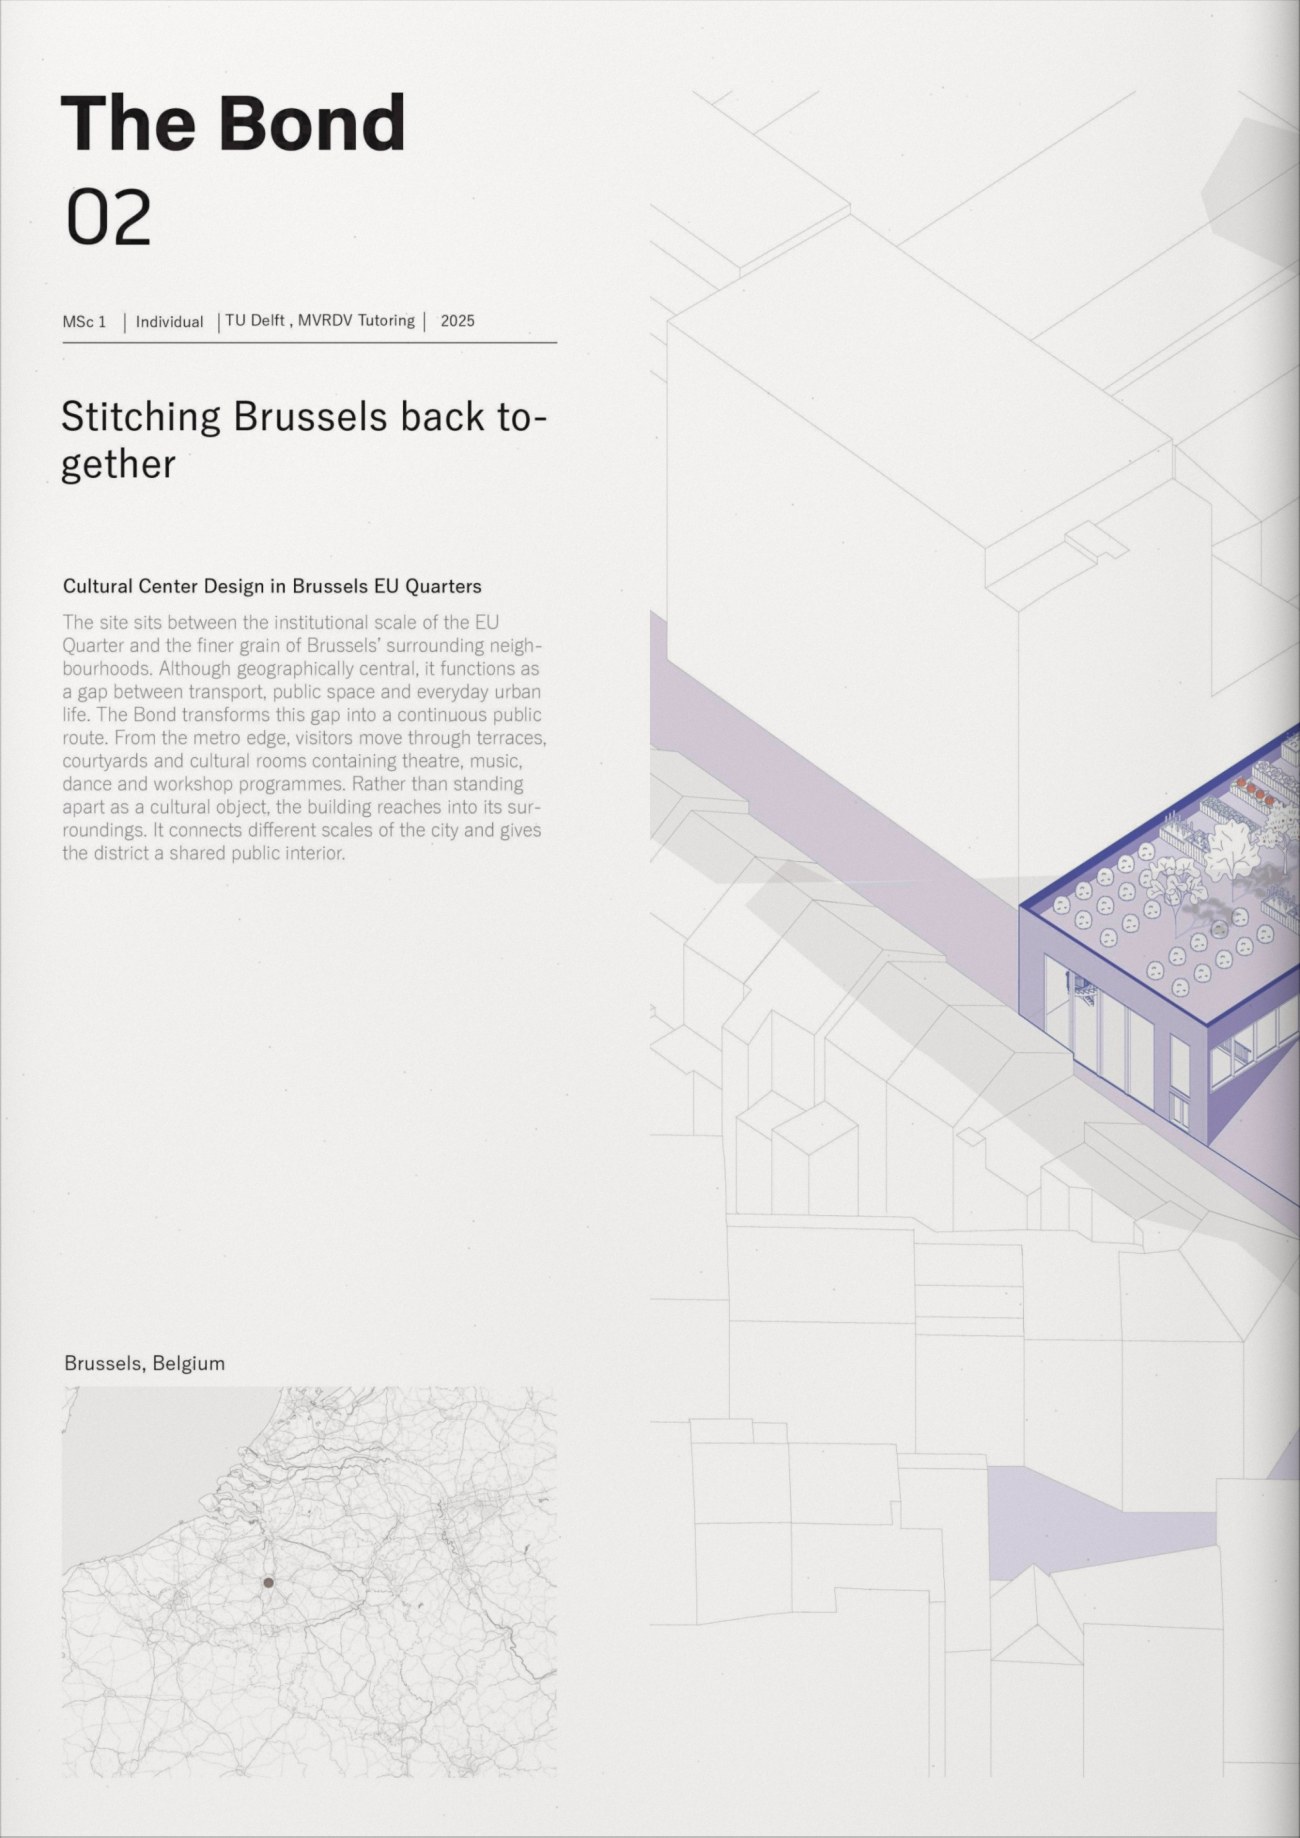 The Bond
02
MSc 1 | Individual | TU Delft , MVRDV Tutoring | 2025
Stitching Brussels back to-
gether
Cultural Center Design in Brussels EU Quarters
The site sits between the institutional scale of the EU
Quarter and the finer grain of Brussels’ surrounding neigh-
bourhoods. Although geographically central, it functions as
a gap between transport, public space and everyday urban
life. The Bond transforms this gap into a continuous public
route. From the metro edge, visitors move through terraces,
courtyards and cultural rooms containing theatre, music,
dance and workshop programmes. Rather than standing
apart as a cultural object, the building reaches into its sur-
roundings. It connects different scales of the city and gives
the district a shared public interior.
Brussels, Belgium